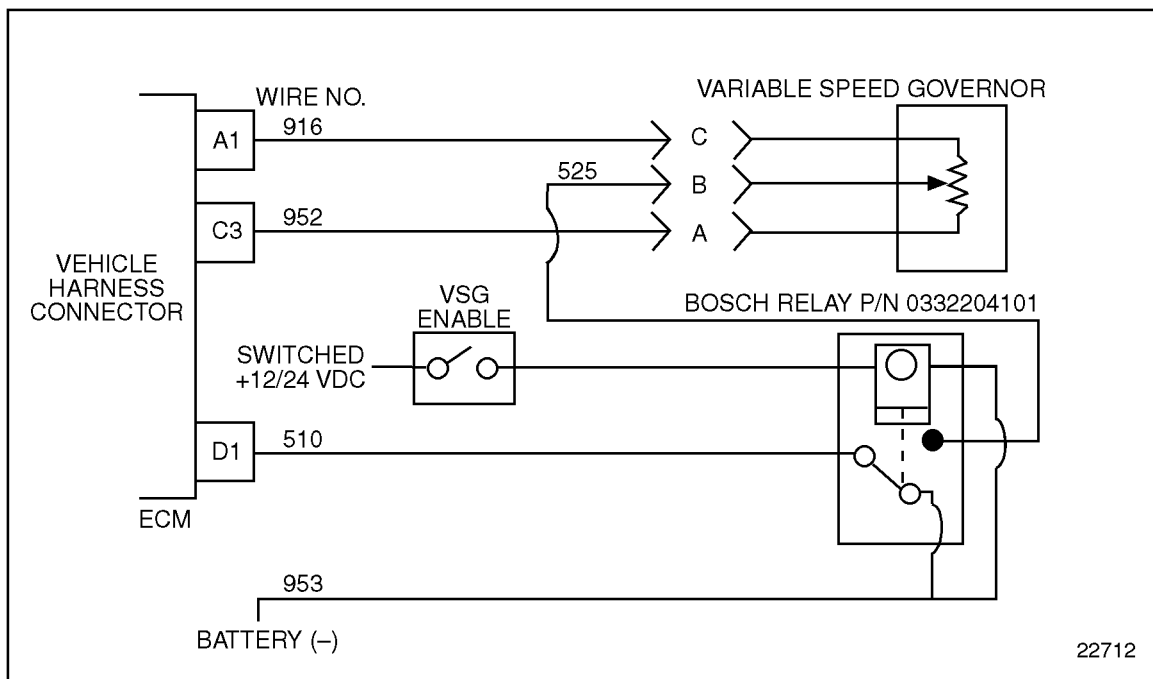 WIRE NO.
VARIABLE SPEED GOVERNOR
A1
916
C
525
B
C3
952
A
VEHICLE
HARNESS
CONNECTOR
VSG
ENABLE
BOSCH RELAY P/N 0332204101
SWITCHED
+12/24 VDC
D1
510
ECM
953
BATTERY (–)
22712